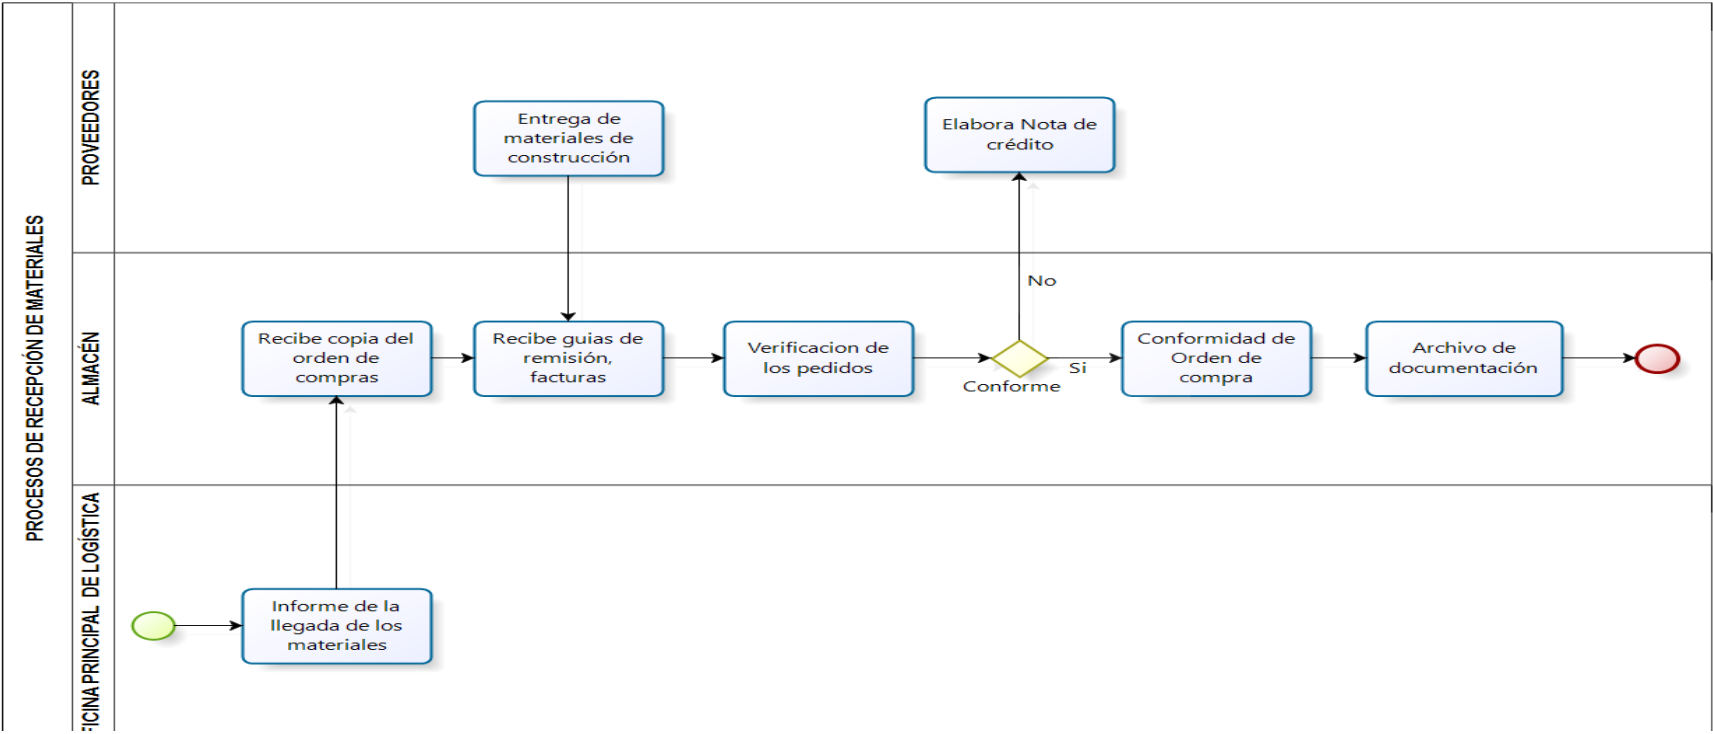 PROCESOS DE RECEPCIÓN DE MATERIALES
PROVEEDORES
Entrega de
materiales de
construcción
Elabora Nota de
crédito
ALMACÉN
No
Recibe copia del
orden de
compras
Recibe guias de
remisión,
facturas
Verificacion de
los pedidos
Conforme
Si
Conformidad de
Orden de
compra
Archivo de
documentación
FICINA PRINCIPAL DE LOGÍSTICA
Informe de la
llegada de los
materiales